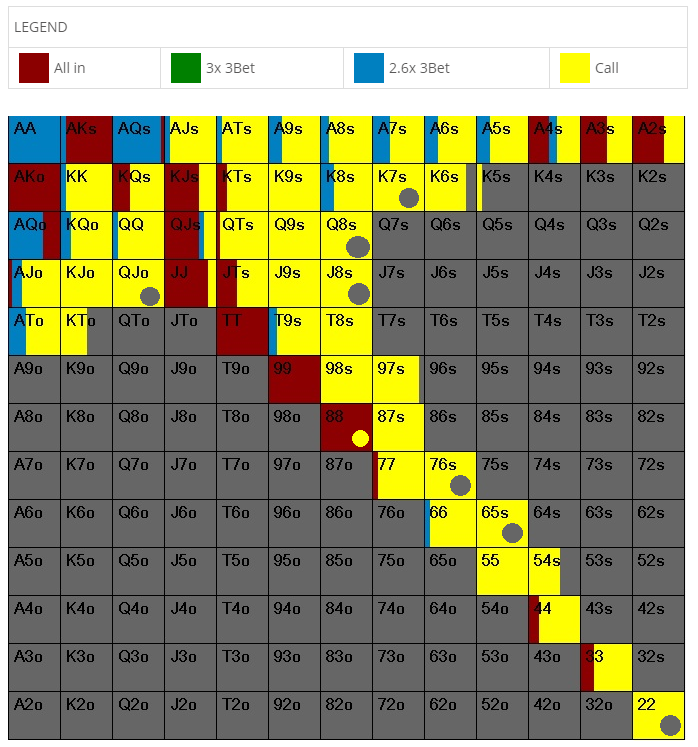 LEGEND
All in 3x 3Bet 2.6x 3Bet Call
AA AKs AQs AJs ATs A9s A8s A7s A6s A5s A4s A3s A2s
AKo KK KQs KJs KTs K9s K8s K7s K6s K5s K4s K3s K2s
AQo KQo QQ QJs QTs Q9s Q8s Q7s Q6s Q5s Q4s Q3s Q2s
AJo KJo QJo JJ JTs J9s J8s J7s J6s J5s J4s J3s J2s
ATo KTo QTo JTo TT T9s T8s T7s T6s T5s T4s T3s T2s
A9o K9o Q9o J9o T9o 99 98s 97s 96s 95s 94s 93s 92s
A8o K8o Q8o J8o T8o 98o 88 87s 86s 85s 84s 83s 82s
A7o K7o Q7o J7o T7o 97o 87o 77 76s 75s 74s 73s 72s
A6o K6o Q6o J6o T6o 96o 86o 76o 66 65s 64s 63s 62s
A5o K5o Q5o J5o T5o 95o 85o 75o 65o 55 54s 53s 52s
A4o K4o Q4o J4o T4o 94o 84o 74o 64o 54o 44 43s 42s
A3o K3o Q3o J3o T3o 93o 83o 73o 63o 53o 43o 33 32s
A2o K2o Q2o J2o T2o 92o 82o 72o 62o 52o 42o 32o 22